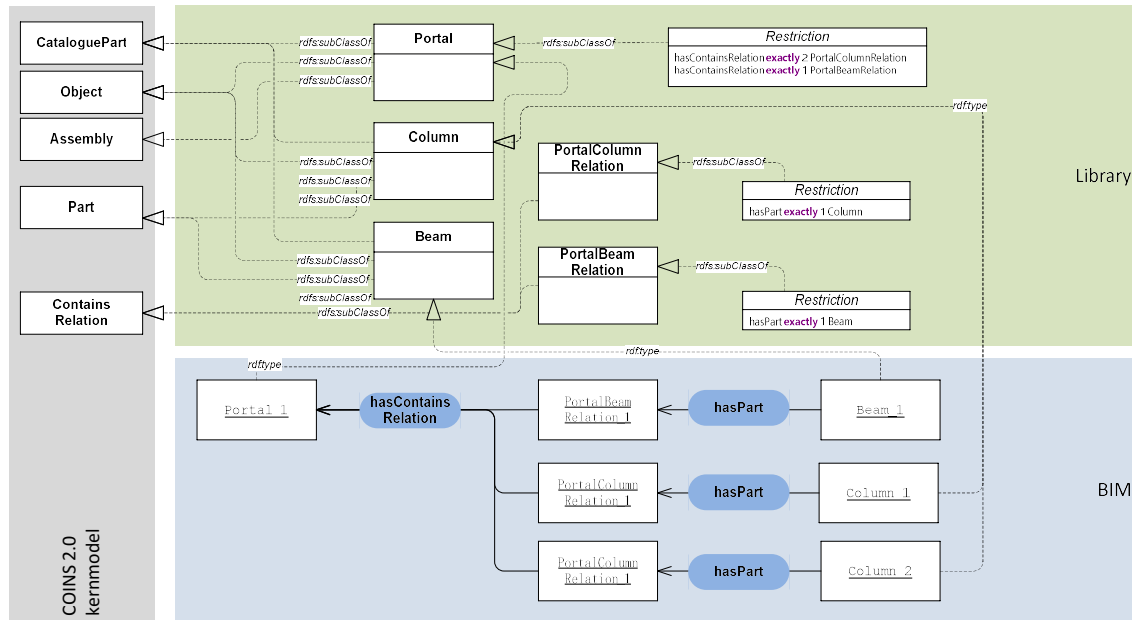 CataloguePart
Object
Assembly
Part
Contains
Relation
COINS 2.0
kernmodel
Portal
rdfs:subClassOf
rdfs:subClassOf
rdfs:subClassOf
rdfs:subClassOf
Restriction
hasContainsRelation exactly 2 PortalColumnRelation
hasContainsRelation exactly 1 PortalBeamRelation
rdf:type
Column
rdfs:subClassOf
rdfs:subClassOf
rdfs:subClassOf
PortalColumn
Relation
rdfs:subClassOf
Restriction
hasPart exactly 1 Column
Library
Beam
rdfs:subClassOf
rdfs:subClassOf
rdfs:subClassOf
rdfs:subClassOf
PortalBeam
Relation
rdfs:subClassOf
Restriction
hasPart exactly 1 Beam
rdf:type
rdf:type
Portal_1
hasContains
Relation
PortalBeam
Relation_1
hasPart
Beam_1
PortalColumn
Relation_1
hasPart
Column_1
BIM
PortalColumn
Relation_1
hasPart
Column_2